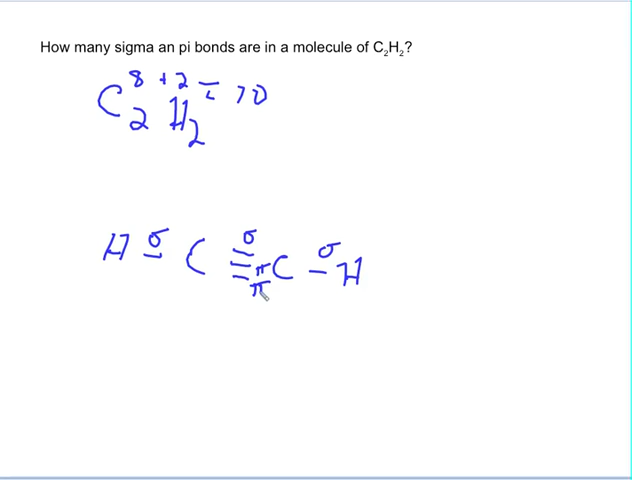 How many sigma an pi bonds are in a molecule of C₂H₂?
8 + 2 = 10
C₂ H₂
σ σ σ
H - C ≡ C - H
π
π